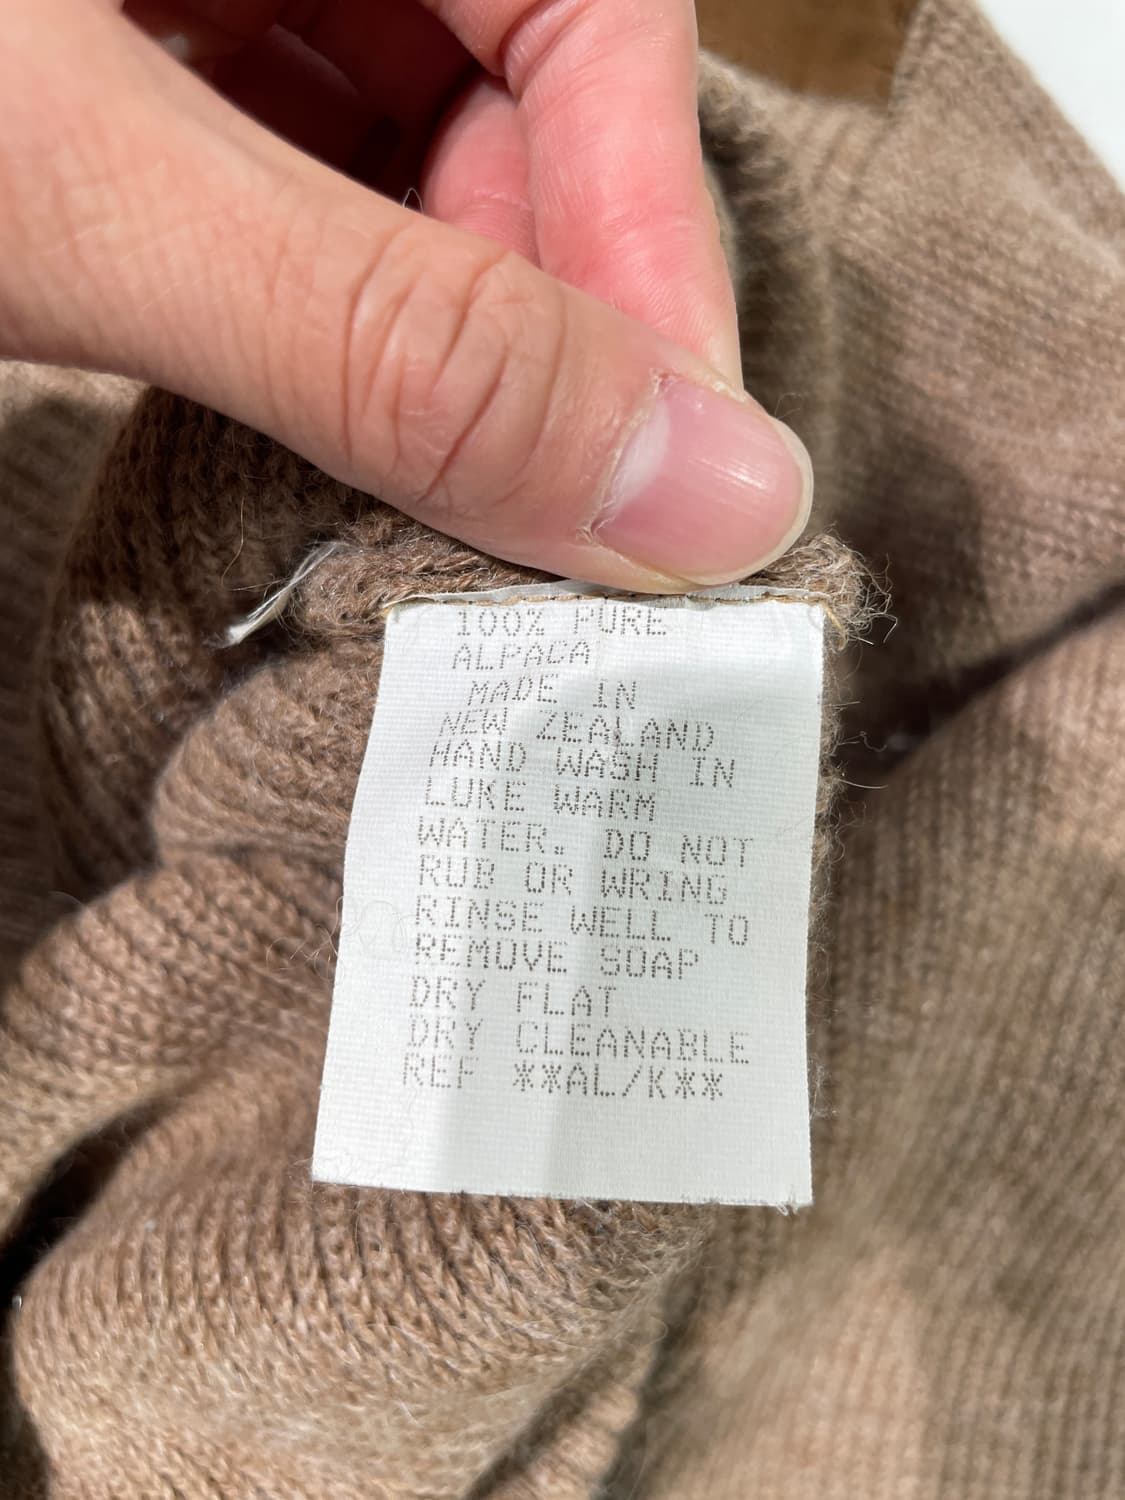 100% PURE
ALPACA
MADE IN
NEW ZEALAND
HAND WASH IN
LUKE WARM
WATER. DO NOT
RUB OR WRING
RINSE WELL TO
REMOVE SOAP
DRY FLAT
DRY CLEANABLE
REF **AL/K**